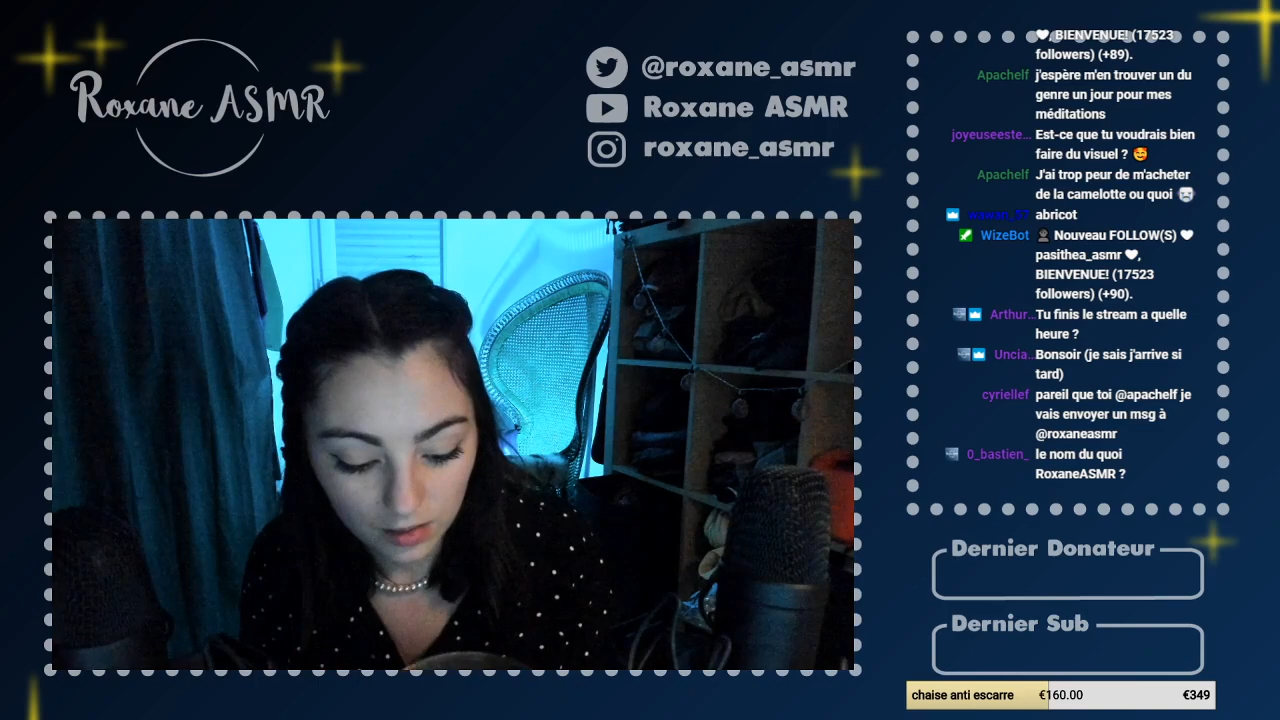 Roxane ASMR
@roxane_asmr
Roxane ASMR
roxane_asmr
🤍, BIENVENUE! (17523
followers) (+89).
Apachelf j'espère m'en trouver un du
genre un jour pour mes
méditations
joyeuseeste... Est-ce que tu voudrais bien
faire du visuel ? 🥰
Apachelf J'ai trop peur de m'acheter
de la camelotte ou quoi
abricot
WizeBot Nouveau FOLLOW(S) 🤍
pasithea_asmr 🤍,
BIENVENUE! (17523
followers) (+90).
Arthur... Tu finis le stream a quelle
heure ?
Uncia... Bonsoir (je sais j'arrive si
tard)
cyriellef pareil que toi @apachelf je
vais envoyer un msg à
@roxaneasmr
0_bastien_ le nom du quoi
RoxaneASMR ?
Dernier Donateur
Dernier Sub
chaise anti escarre €160.00 €349